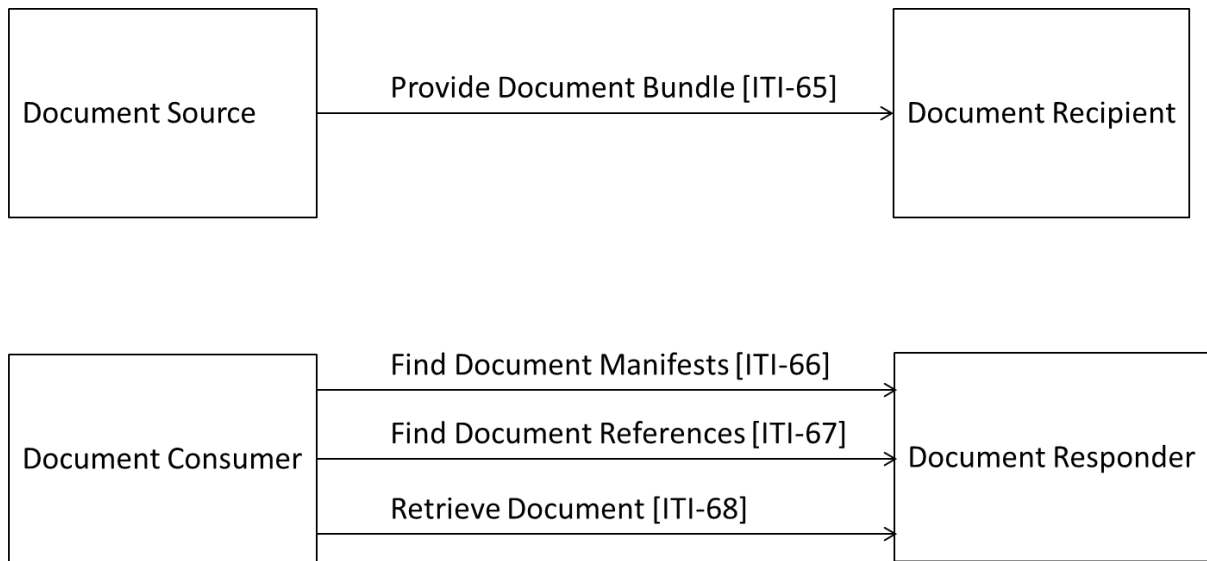 Provide Document Bundle [ITI-65]
Document Source
Document Recipient
Find Document Manifests [ITI-66]
Find Document References [ITI-67]
Document Consumer
Document Responder
Retrieve Document [ITI-68]